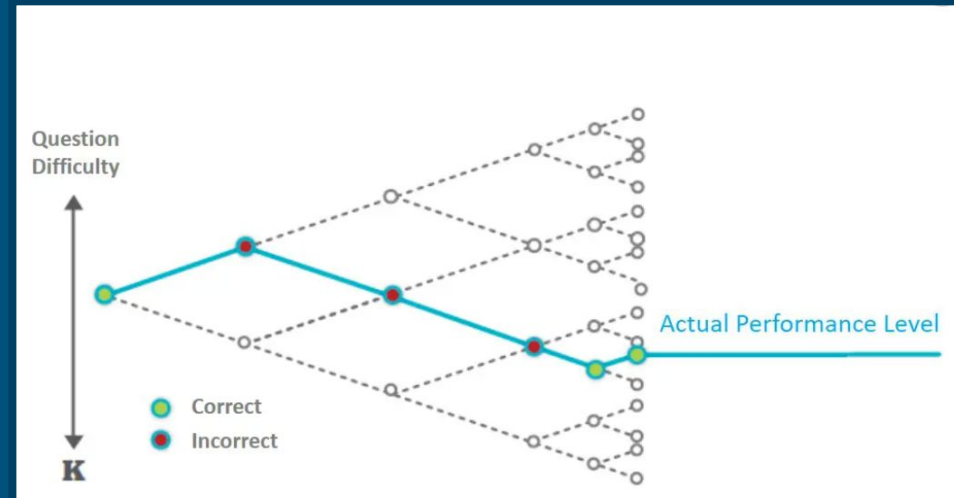 Question
Difficulty
Actual Performance Level
Correct
Incorrect
K